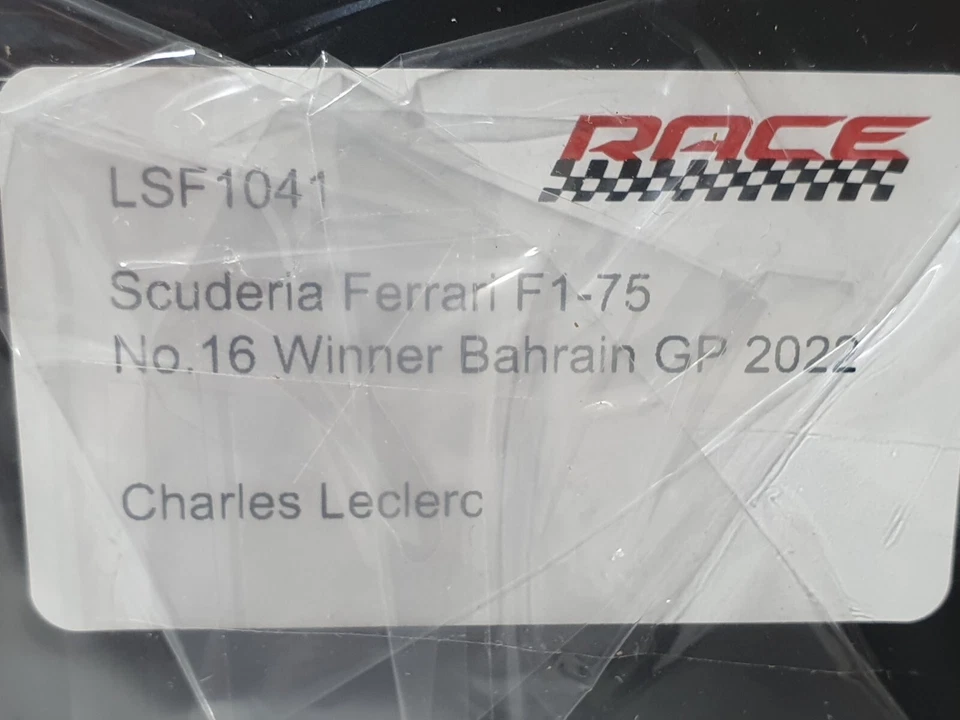 RACE
LSF1041
Scuderia Ferrari F1-75
No.16 Winner Bahrain GP 2022
Charles Leclerc